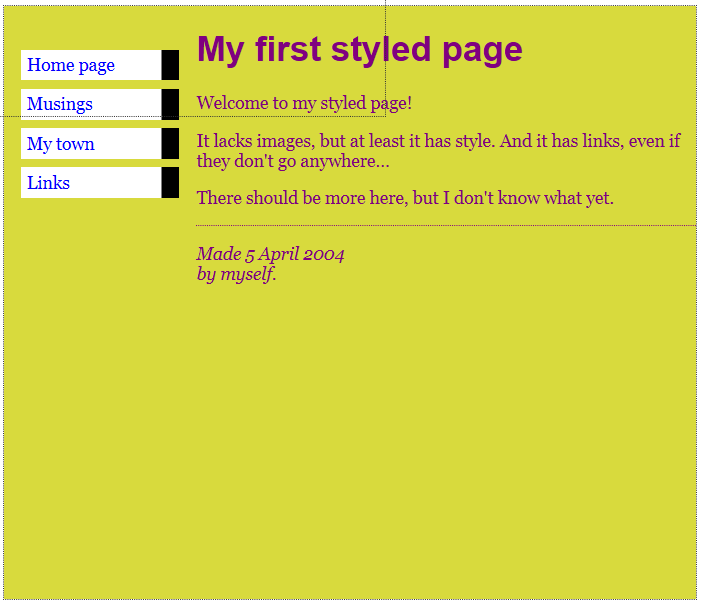 My first styled page
Home page
Musings
My town
Links
Welcome to my styled page!
It lacks images, but at least it has style. And it has links, even if
they don't go anywhere...
There should be more here, but I don't know what yet.
Made 5 April 2004
by myself.